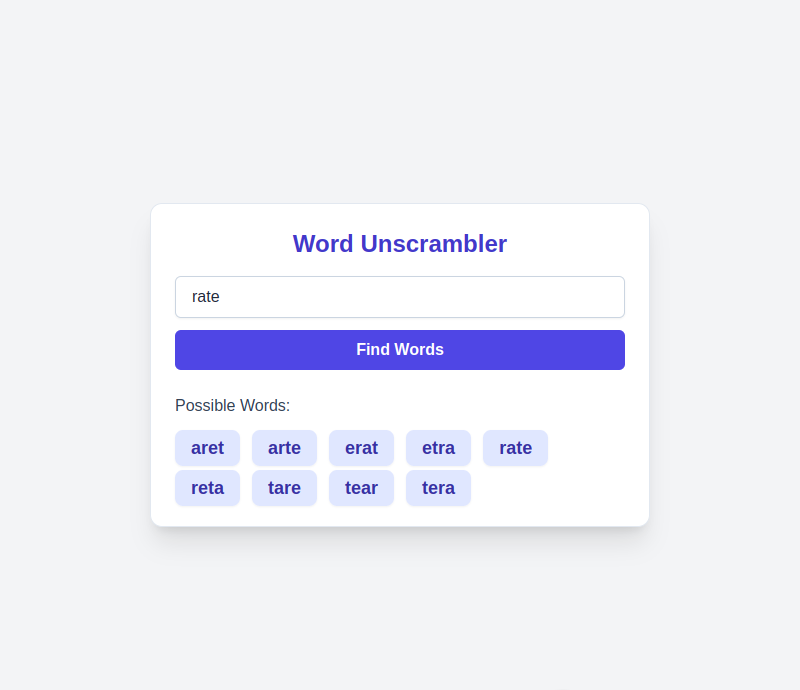 Word Unscrambler
rate
Find Words
Possible Words:
aret arte erat etra rate
reta tare tear tera